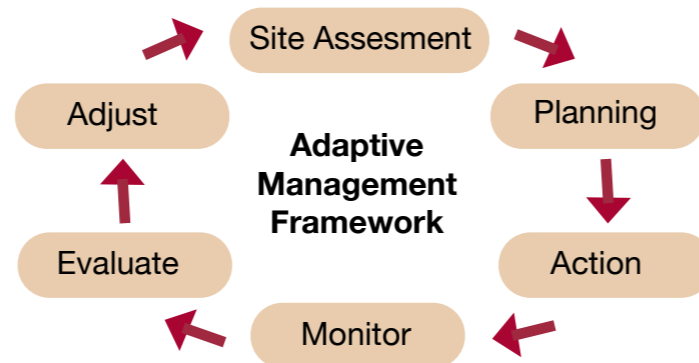 Site Assesment
Planning
Action
Monitor
Evaluate
Adjust
Adaptive
Management
Framework